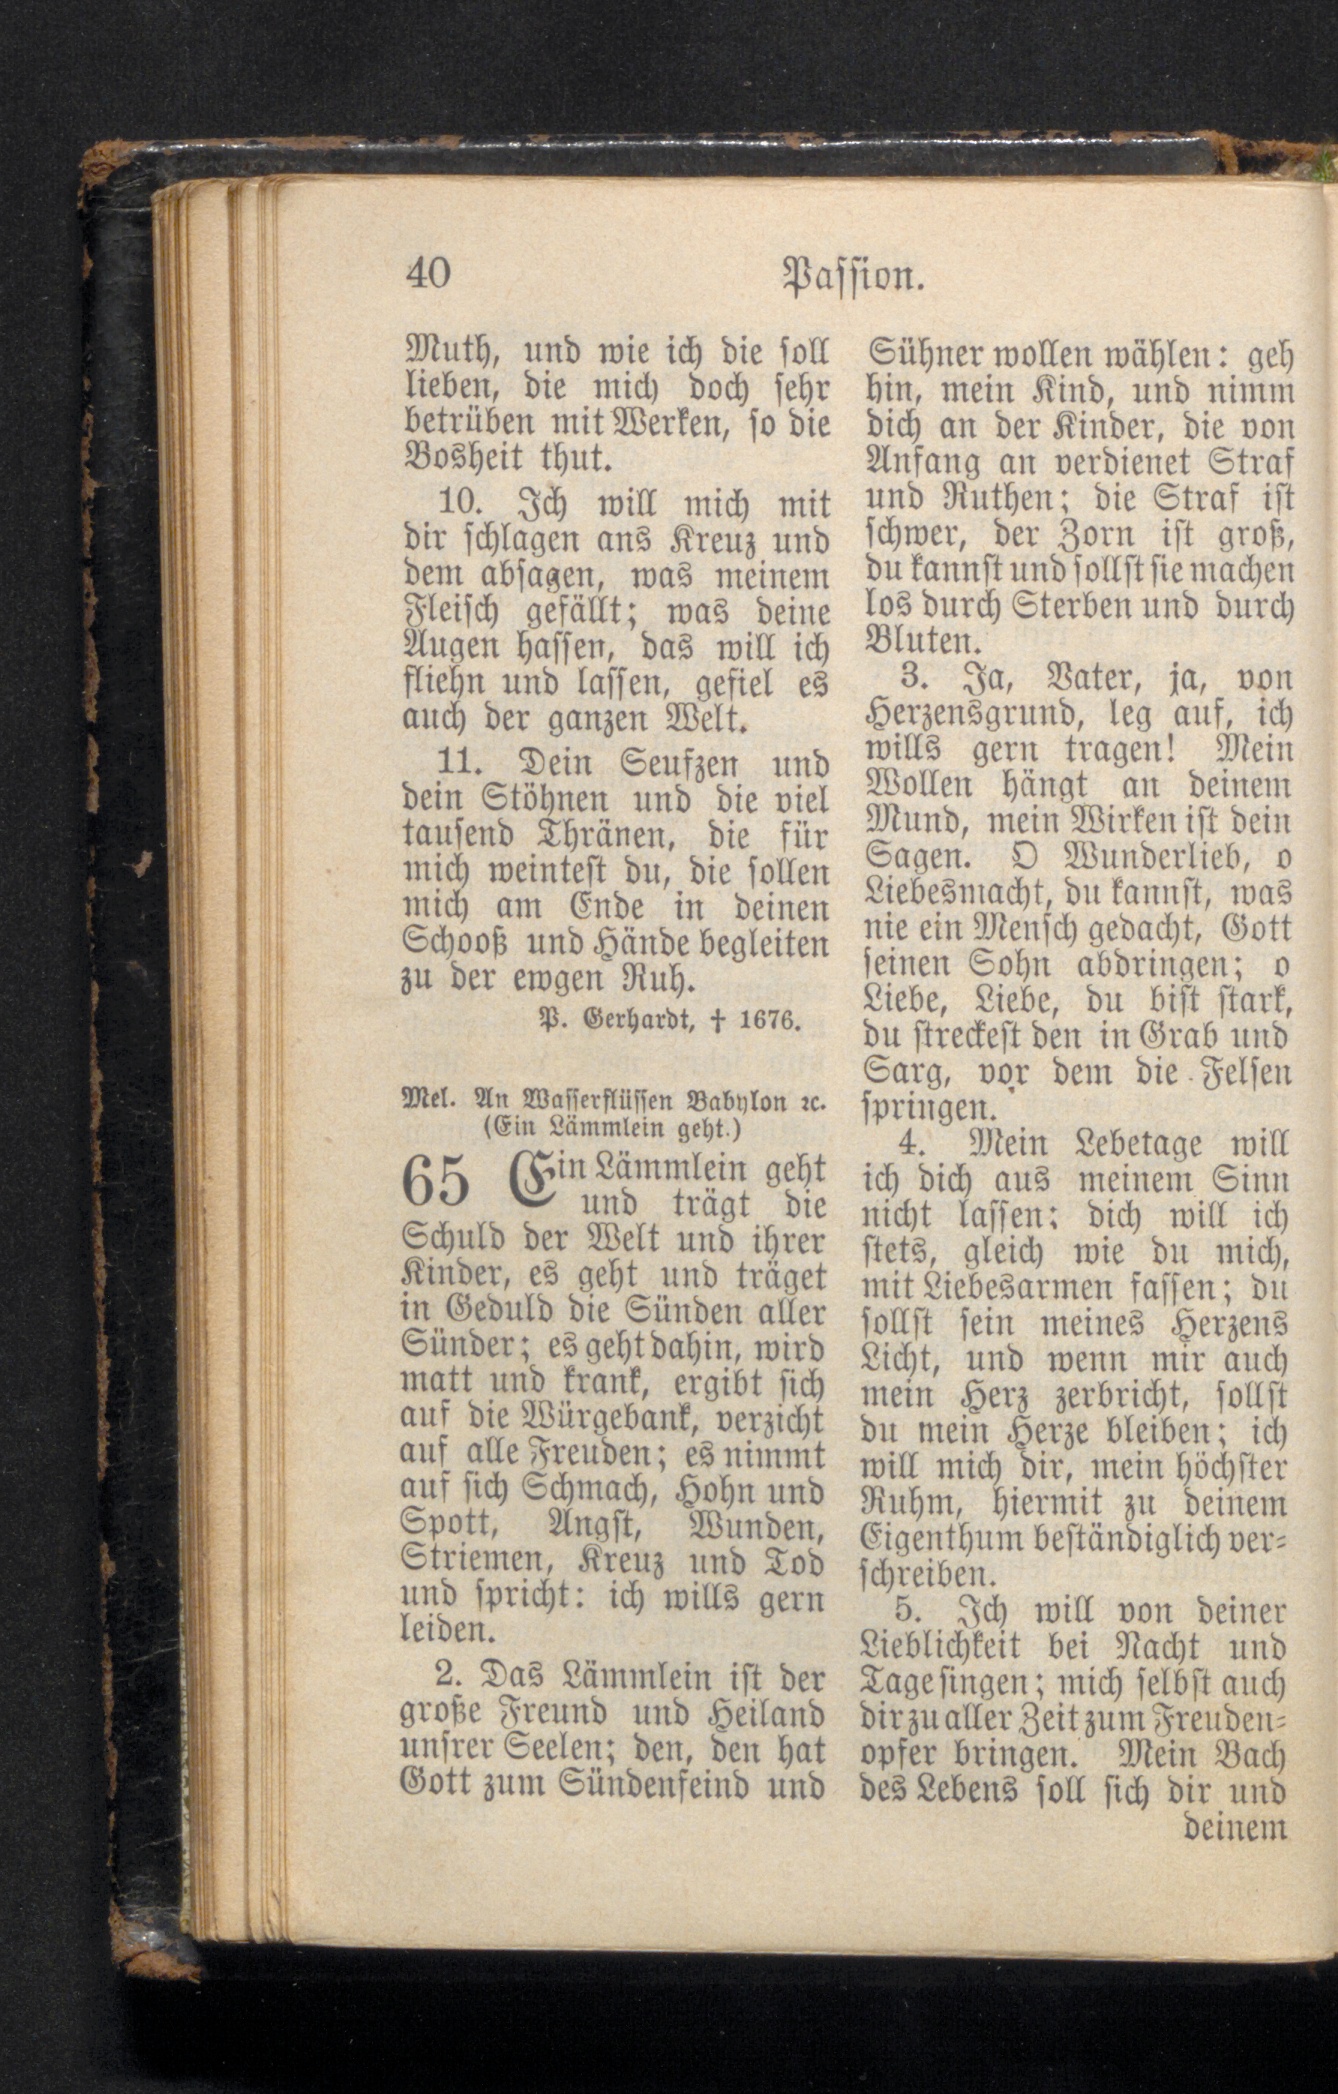 40 Passion.
Muth, und wie ich die soll
lieben, die mich doch sehr
betrüben mit Werken, so die
Bosheit thut.
10. Ich will mich mit
dir schlagen ans Kreuz und
dem absagen, was meinem
Fleisch gefällt; was deine
Augen hassen, das will ich
fliehn und lassen, gefiel es
auch der ganzen Welt.
11. Dein Seufzen und
dein Stöhnen und die viel
tausend Thränen, die für
mich weintest du, die sollen
mich am Ende in deinen
Schooß und Hände begleiten
zu der ewgen Ruh.
P. Gerhardt, † 1676.
Mel. An Wasserflüssen Babylon ꝛc.
(Ein Lämmlein geht.)
65 Ein Lämmlein geht
und trägt die
Schuld der Welt und ihrer
Kinder, es geht und träget
in Geduld die Sünden aller
Sünder; es geht dahin, wird
matt und krank, ergibt sich
auf die Würgebank, verzicht
auf alle Freuden; es nimmt
auf sich Schmach, Hohn und
Spott, Angst, Wunden,
Striemen, Kreuz und Tod
und spricht: ich wills gern
leiden.
2. Das Lämmlein ist der
große Freund und Heiland
unsrer Seelen; den, den hat
Gott zum Sündenfeind und
Sühner wollen wählen: geh
hin, mein Kind, und nimm
dich an der Kinder, die von
Anfang an verdienet Straf
und Ruthen; die Straf ist
schwer, der Zorn ist groß,
du kannst und sollst sie machen
los durch Sterben und durch
Bluten.
3. Ja, Vater, ja, von
Herzensgrund, leg auf, ich
wills gern tragen! Mein
Wollen hängt an deinem
Mund, mein Wirken ist dein
Sagen. O Wunderlieb, o
Liebesmacht, du kannst, was
nie ein Mensch gedacht, Gott
seinen Sohn abdringen; o
Liebe, Liebe, du bist stark,
du streckest den in Grab und
Sarg, vor dem die Felsen
springen.
4. Mein Lebetage will
ich dich aus meinem Sinn
nicht lassen; dich will ich
stets, gleich wie du mich,
mit Liebesarmen fassen; du
sollst sein meines Herzens
Licht, und wenn mir auch
mein Herz zerbricht, sollst
du mein Herze bleiben; ich
will mich dir, mein höchster
Ruhm, hiermit zu deinem
Eigenthum beständiglich ver-
schreiben.
5. Ich will von deiner
Lieblichkeit bei Nacht und
Tage singen; mich selbst auch
dir zu aller Zeit zum Freuden-
opfer bringen. Mein Bach
des Lebens soll sich dir und
deinem